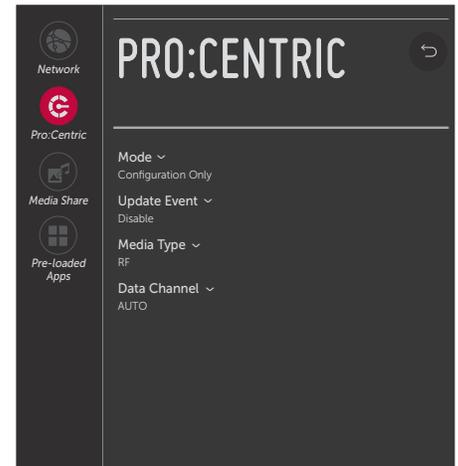 Network
Pro:Centric
Media Share
Pre-loaded
Apps
PRO:CENTRIC
Mode
Configuration Only
Update Event
Disable
Media Type
RF
Data Channel
AUTO